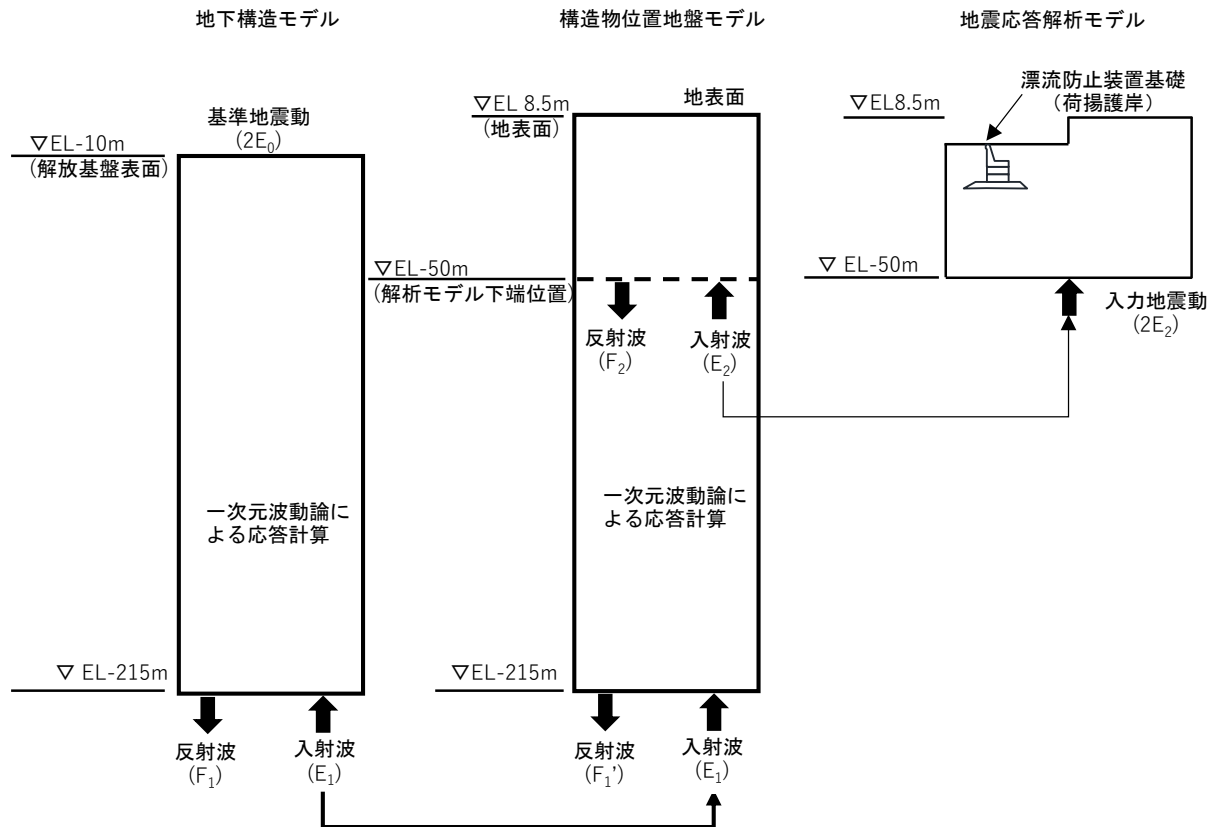 地下構造モデル
構造物位置地盤モデル
地震応答解析モデル
基準地震動
(2E₀)
▽EL-10m
(解放基盤表面)
一次元波動論に
よる応答計算
▽ EL-215m
反射波
(F₁)
入射波
(E₁)
▽EL 8.5m
(地表面)
地表面
▽EL-50m
(解析モデル下端位置)
反射波
(F₂)
入射波
(E₂)
一次元波動論に
よる応答計算
▽EL-215m
反射波
(F₁')
入射波
(E₁)
漂流防止装置基礎
(荷揚護岸)
▽EL8.5m
▽ EL-50m
入力地震動
(2E₂)